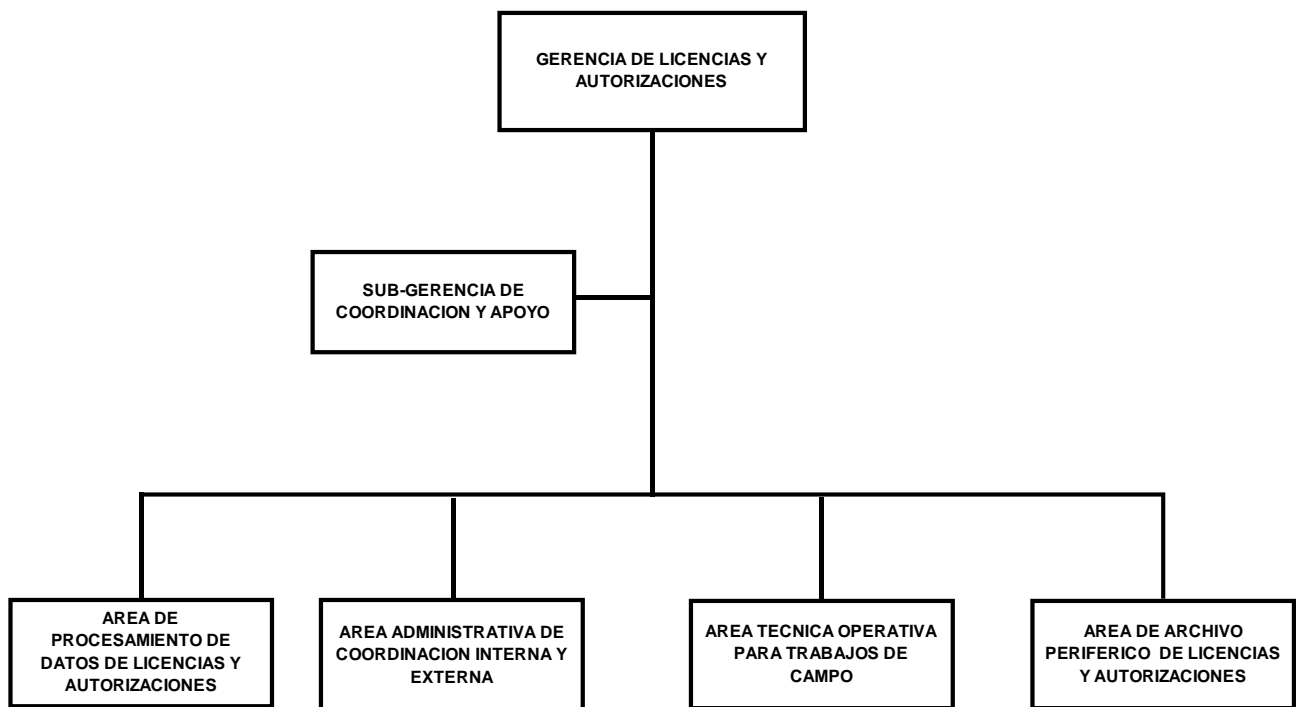 GERENCIA DE LICENCIAS Y
AUTORIZACIONES
SUB-GERENCIA DE
COORDINACION Y APOYO
AREA DE
PROCESAMIENTO DE
DATOS DE LICENCIAS Y
AUTORIZACIONES
AREA ADMINISTRATIVA DE
COORDINACION INTERNA Y
EXTERNA
AREA TECNICA OPERATIVA
PARA TRABAJOS DE
CAMPO
AREA DE ARCHIVO
PERIFERICO DE LICENCIAS
Y AUTORIZACIONES